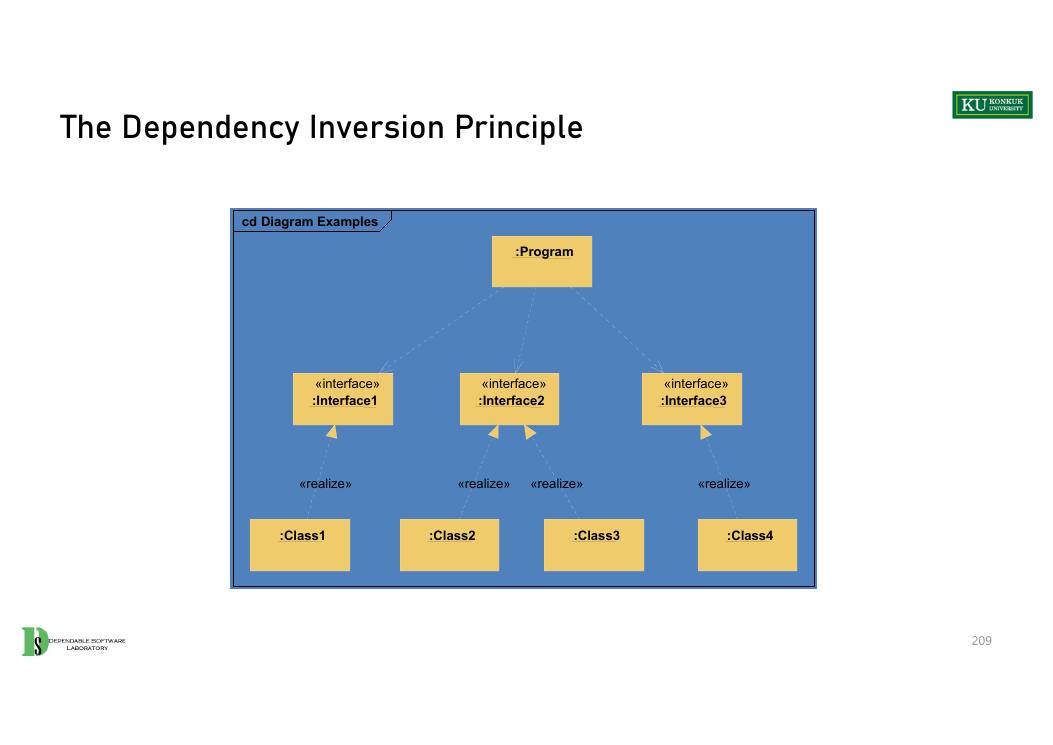 KU KONKUK
UNIVERSITY
The Dependency Inversion Principle
cd Diagram Examples
:Program
«interface»
:Interface1
«interface»
:Interface2
«interface»
:Interface3
«realize»
«realize»
«realize»
«realize»
:Class1
:Class2
:Class3
:Class4
DS DEPENDABLE SOFTWARE
LABORATORY
209